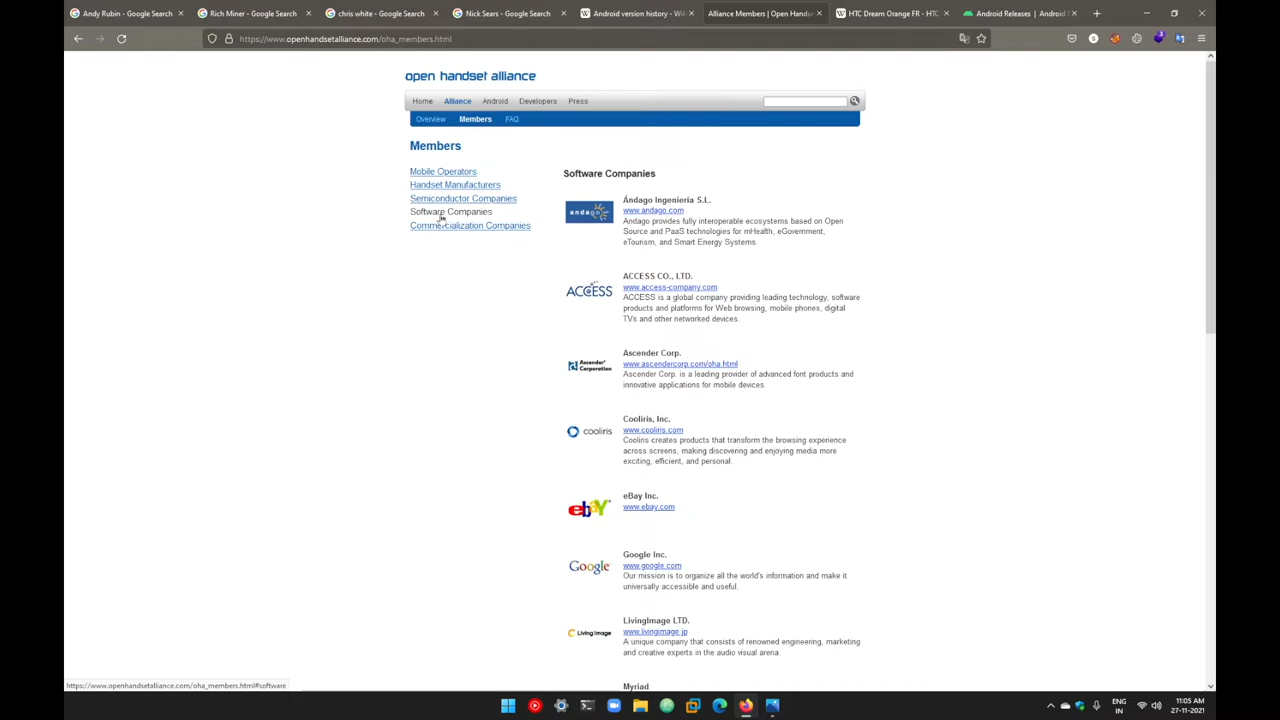 Andy Rubin - Google Search
Rich Miner - Google Search
chris white - Google Search
Nick Sears - Google Search
Android version history - Wi
Alliance Members | Open Hands
HTC Dream Orange FR - HTC
Android Releases | Android
https://www.openhandsetalliance.com/oha_members.html
open handset alliance
Home Alliance Android Developers Press
Overview Members FAQ
Members
Mobile Operators
Handset Manufacturers
Semiconductor Companies
Software Companies
Commercialization Companies
Software Companies
andago
Ándago Ingeniería S.L.
www.andago.com
Andago provides fully interoperable ecosystems based on Open
Source and PaaS technologies for mHealth, eGovernment,
eTourism, and Smart Energy Systems
ACCESS
ACCESS CO., LTD.
www.access-company.com
ACCESS is a global company providing leading technology, software
products and platforms for Web browsing, mobile phones, digital
TVs and other networked devices.
Ascender
Corporation
Ascender Corp.
www.ascendercorp.com/oha.html
Ascender Corp. is a leading provider of advanced font products and
innovative applications for mobile devices.
cooliris
Cooliris, Inc.
www.cooliris.com
Cooliris creates products that transform the browsing experience
across screens, making discovering and enjoying media more
exciting, efficient, and personal.
ebay
eBay Inc.
www.ebay.com
Google
Google Inc.
www.google.com
Our mission is to organize all the world's information and make it
universally accessible and useful.
Living Image
LivingImage LTD.
www.livingimage.jp
A unique company that consists of renowned engineering, marketing
and creative experts in the audio visual arena.
Myriad
https://www.openhandsetalliance.com/oha_members.html#software
ENG
IN
11:05 AM
27-11-2021